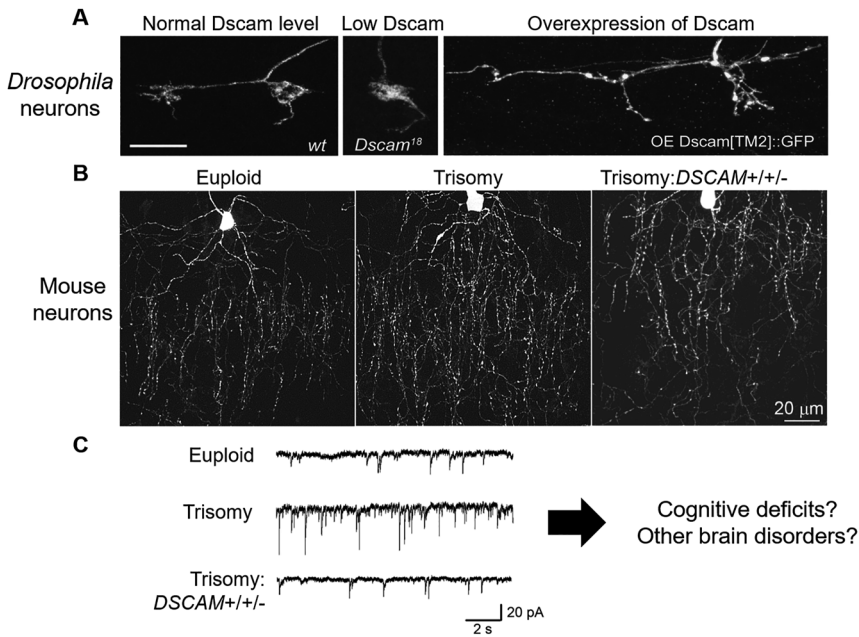 A
Normal Dscam level
Low Dscam
Overexpression of Dscam
Drosophila
neurons
wt
Dscam18
OE Dscam[TM2]::GFP
B
Euploid
Trisomy
Trisomy:DSCAM+/+/-
Mouse
neurons
20 μm
C
Euploid
Trisomy
Trisomy:
DSCAM+/+/-
20 pA
2 s
Cognitive deficits?
Other brain disorders?